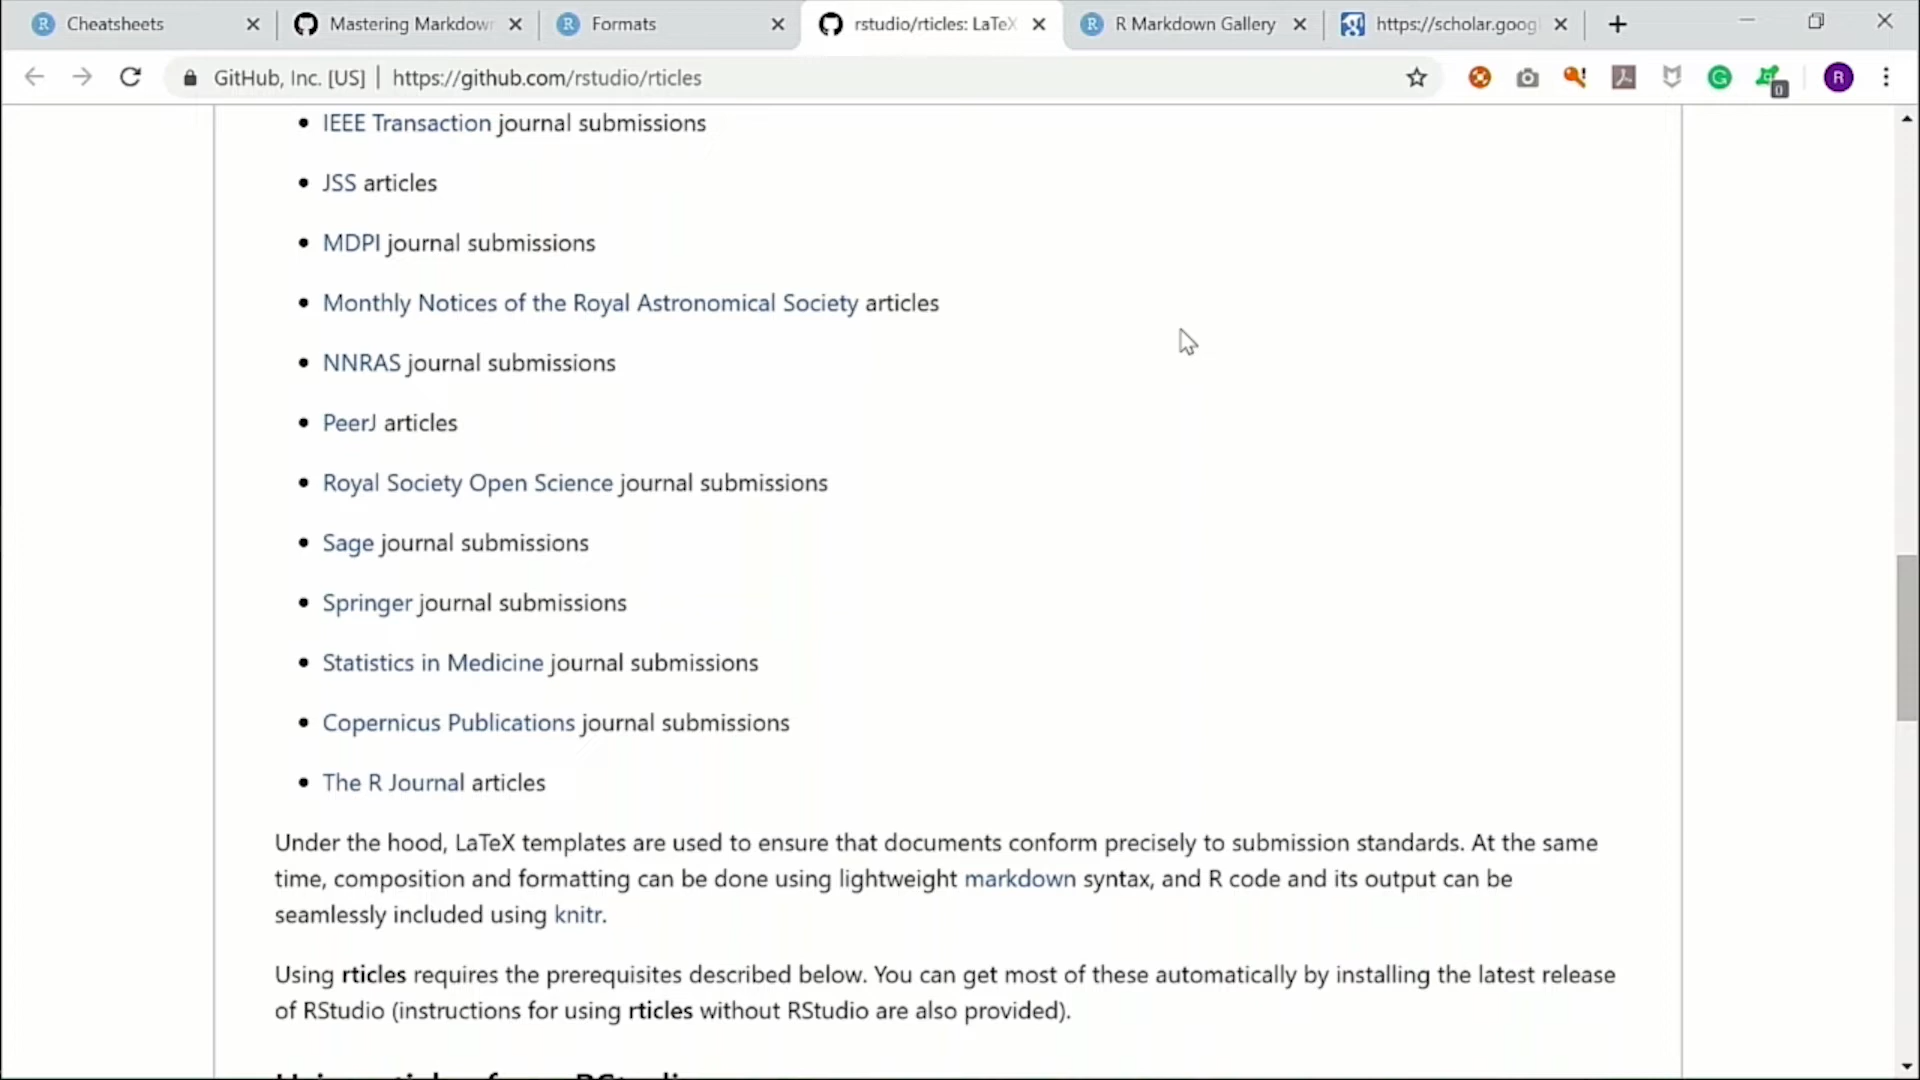 Cheatsheets
Mastering Markdown
Formats
rstudio/rticles: LaTeX
R Markdown Gallery
https://scholar.goog
GitHub, Inc. [US] | https://github.com/rstudio/rticles
0
R
IEEE Transaction journal submissions
JSS articles
MDPI journal submissions
Monthly Notices of the Royal Astronomical Society articles
NNRAS journal submissions
PeerJ articles
Royal Society Open Science journal submissions
Sage journal submissions
Springer journal submissions
Statistics in Medicine journal submissions
Copernicus Publications journal submissions
The R Journal articles
Under the hood, LaTeX templates are used to ensure that documents conform precisely to submission standards. At the same
time, composition and formatting can be done using lightweight markdown syntax, and R code and its output can be
seamlessly included using knitr.
Using rticles requires the prerequisites described below. You can get most of these automatically by installing the latest release
of RStudio (instructions for using rticles without RStudio are also provided).